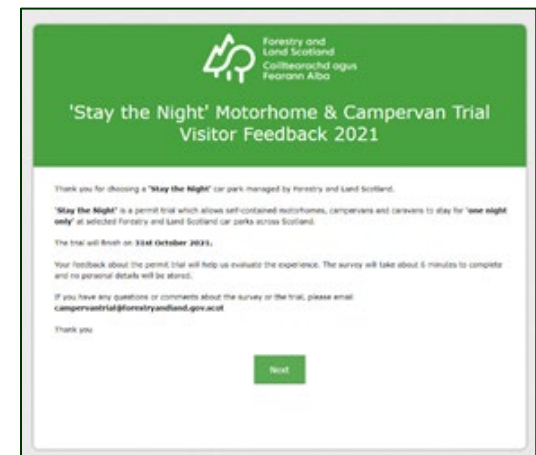 Forestry and
Land Scotland
Coilltearachd agus
Fearann Alba
'Stay the Night' Motorhome & Campervan Trial
Visitor Feedback 2021
Thank you for choosing a 'Stay the Night' car park managed by Forestry and Land Scotland.
'Stay the Night' is a permit trial which allows self-contained motorhomes, campervans and caravans to stay for 'one night
only' at selected Forestry and Land Scotland car parks across Scotland.
The trial will finish on 31st October 2021.
Your feedback about the permit trial will help us evaluate the experience. The survey will take about 6 minutes to complete
and no personal details will be stored.
If you have any questions or comments about the survey or the trial, please email
campervantrial@forestryandland.gov.scot
Thank you
Next